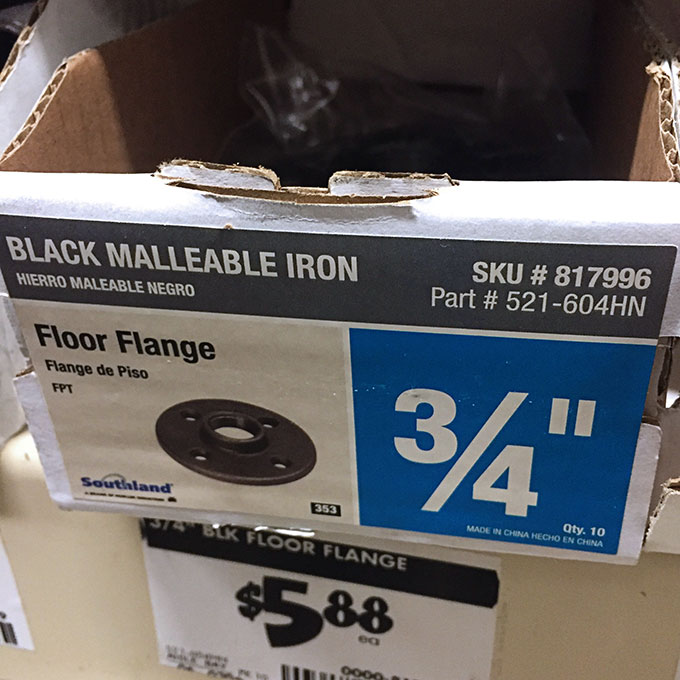 BLACK MALLEABLE IRON
HIERRO MALEABLE NEGRO
SKU # 817996
Part # 521-604HN
Floor Flange
Flange de Piso
FPT
Southland
353
3/4"
Qty. 10
MADE IN CHINA HECHO EN CHINA
3/4" BLK FLOOR FLANGE
$5.88
ea